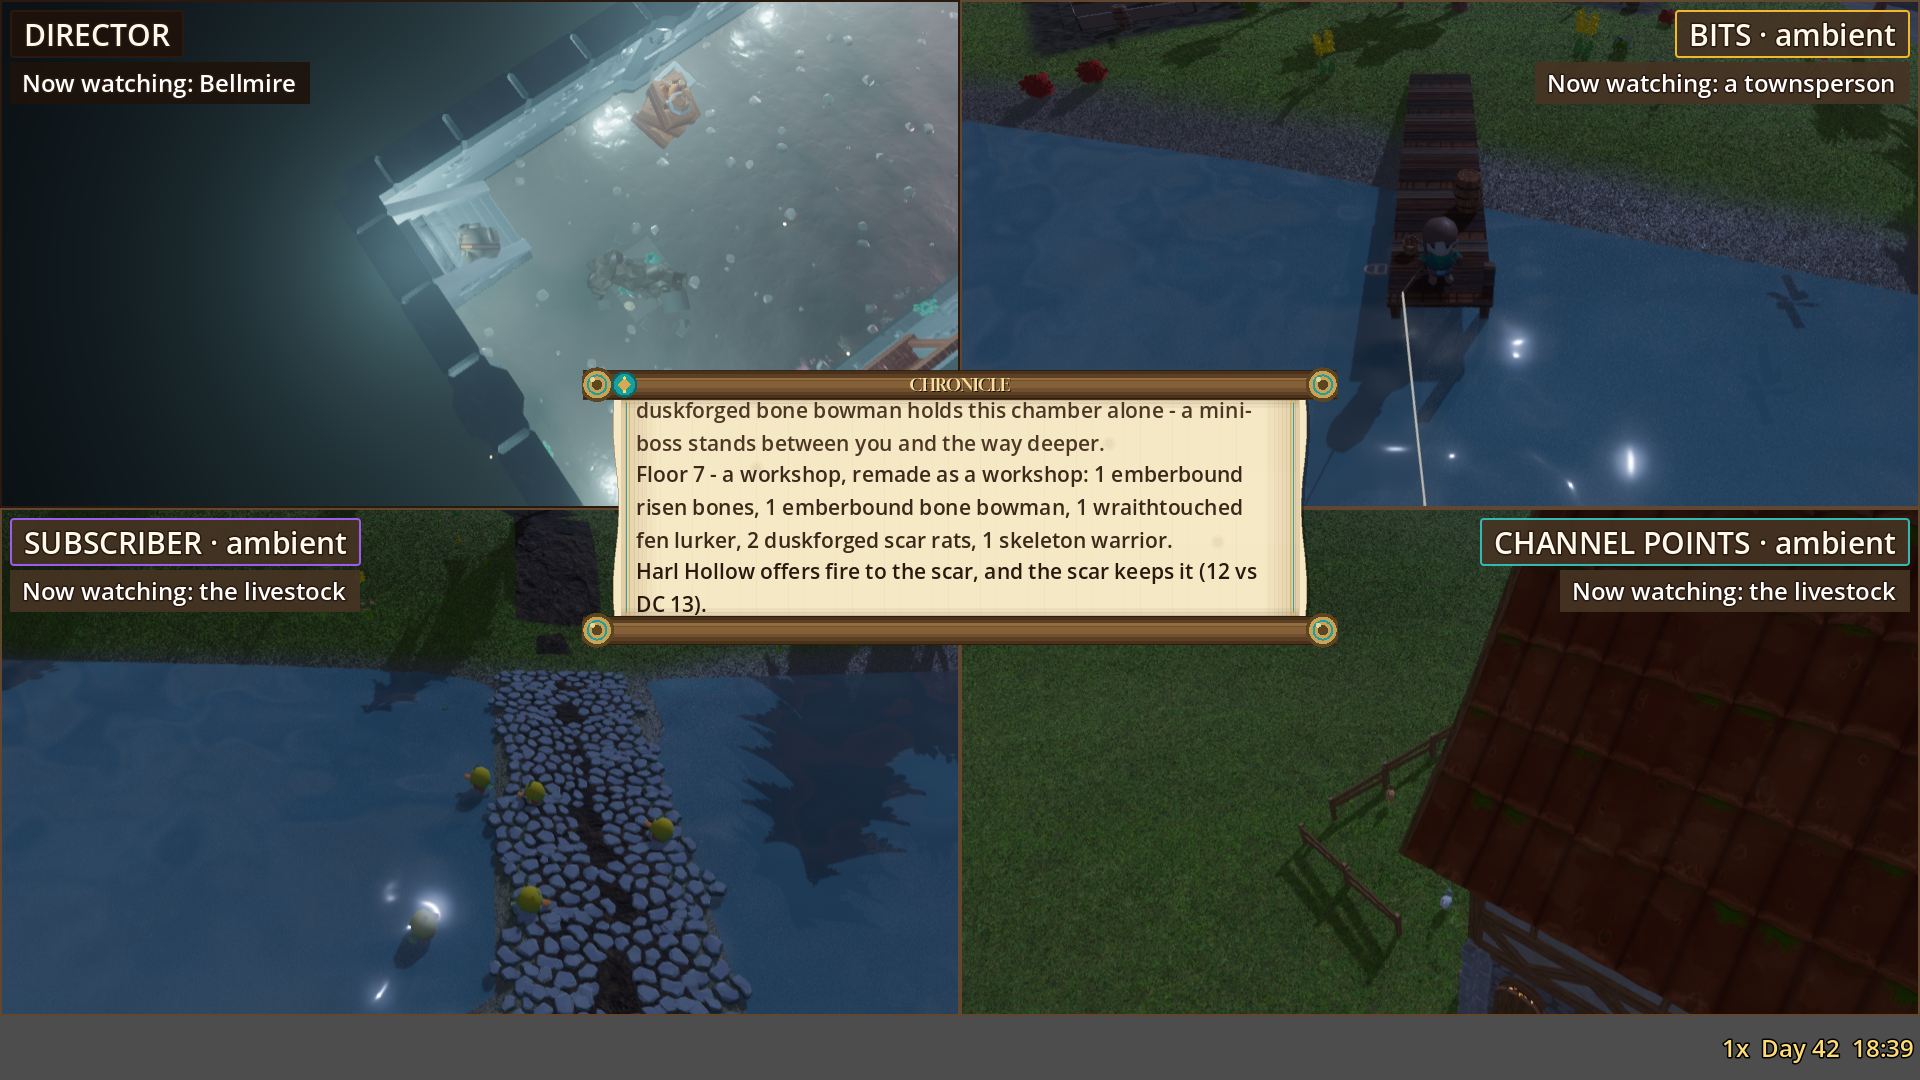 DIRECTOR
Now watching: Bellmire
BITS · ambient
Now watching: a townsperson
CHRONICLE
duskforged bone bowman holds this chamber alone - a mini-
boss stands between you and the way deeper.
Floor 7 - a workshop, remade as a workshop: 1 emberbound
risen bones, 1 emberbound bone bowman, 1 wraithtouched
fen lurker, 2 duskforged scar rats, 1 skeleton warrior.
Harl Hollow offers fire to the scar, and the scar keeps it (12 vs
DC 13).
SUBSCRIBER · ambient
Now watching: the livestock
CHANNEL POINTS · ambient
Now watching: the livestock
1x Day 42 18:39